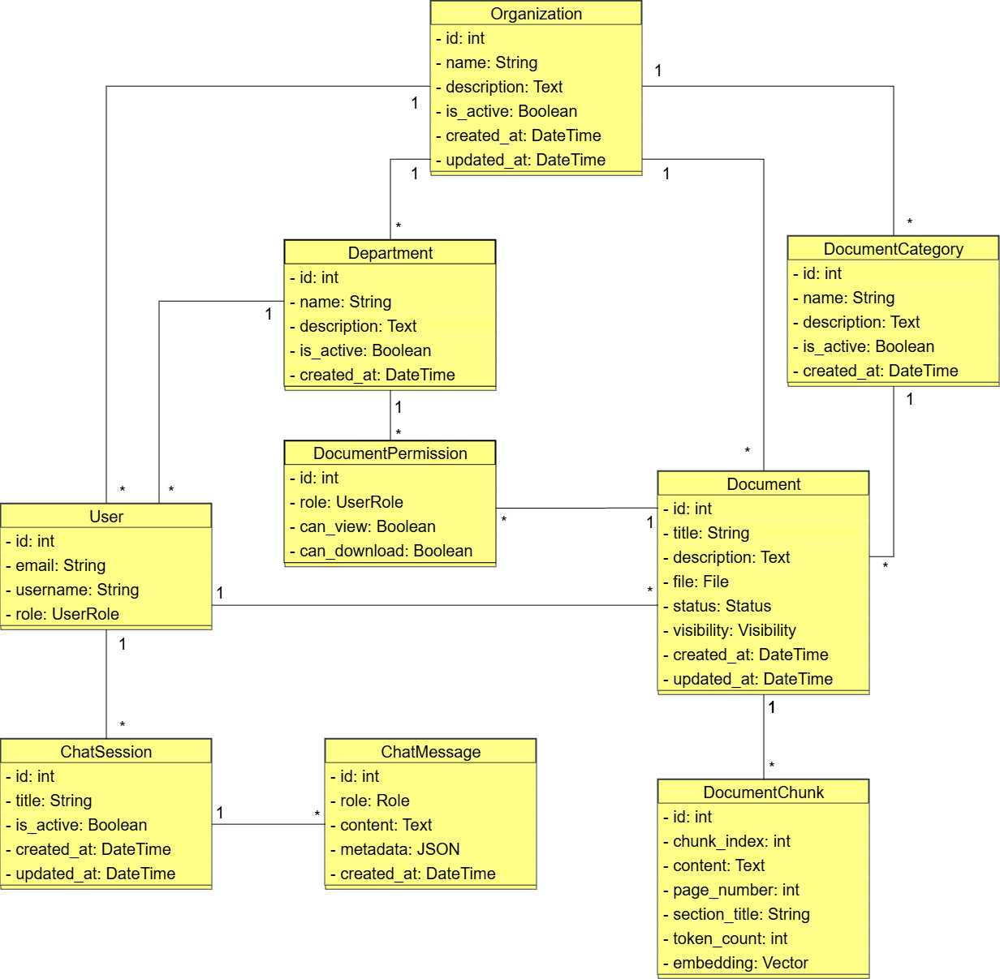 Organization
- id: int
- name: String
- description: Text
- is_active: Boolean
- created_at: DateTime
- updated_at: DateTime
1
1
1
1
*
*
Department
- id: int
- name: String
- description: Text
- is_active: Boolean
- created_at: DateTime
1
1
*
DocumentCategory
- id: int
- name: String
- description: Text
- is_active: Boolean
- created_at: DateTime
1
*
DocumentPermission
- id: int
- role: UserRole
- can_view: Boolean
- can_download: Boolean
*
1
*
Document
- id: int
- title: String
- description: Text
- file: File
- status: Status
- visibility: Visibility
- created_at: DateTime
- updated_at: DateTime
*
*
User
- id: int
- email: String
- username: String
- role: UserRole
1
*
1
*
ChatSession
- id: int
- title: String
- is_active: Boolean
- created_at: DateTime
- updated_at: DateTime
1
*
ChatMessage
- id: int
- role: Role
- content: Text
- metadata: JSON
- created_at: DateTime
1
*
DocumentChunk
- id: int
- chunk_index: int
- content: Text
- page_number: int
- section_title: String
- token_count: int
- embedding: Vector